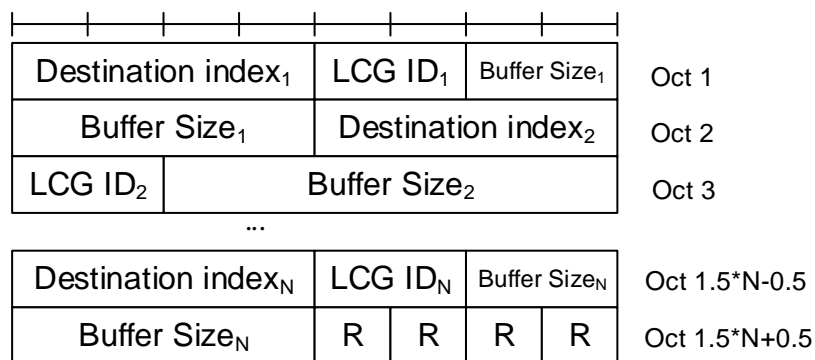 Destination index₁ LCG ID₁ Buffer Size₁ Oct 1
Buffer Size₁ Destination index₂ Oct 2
LCG ID₂ Buffer Size₂ Oct 3
...
Destination indexN LCG IDN Buffer SizeN Oct 1.5*N-0.5
Buffer SizeN R R R R Oct 1.5*N+0.5